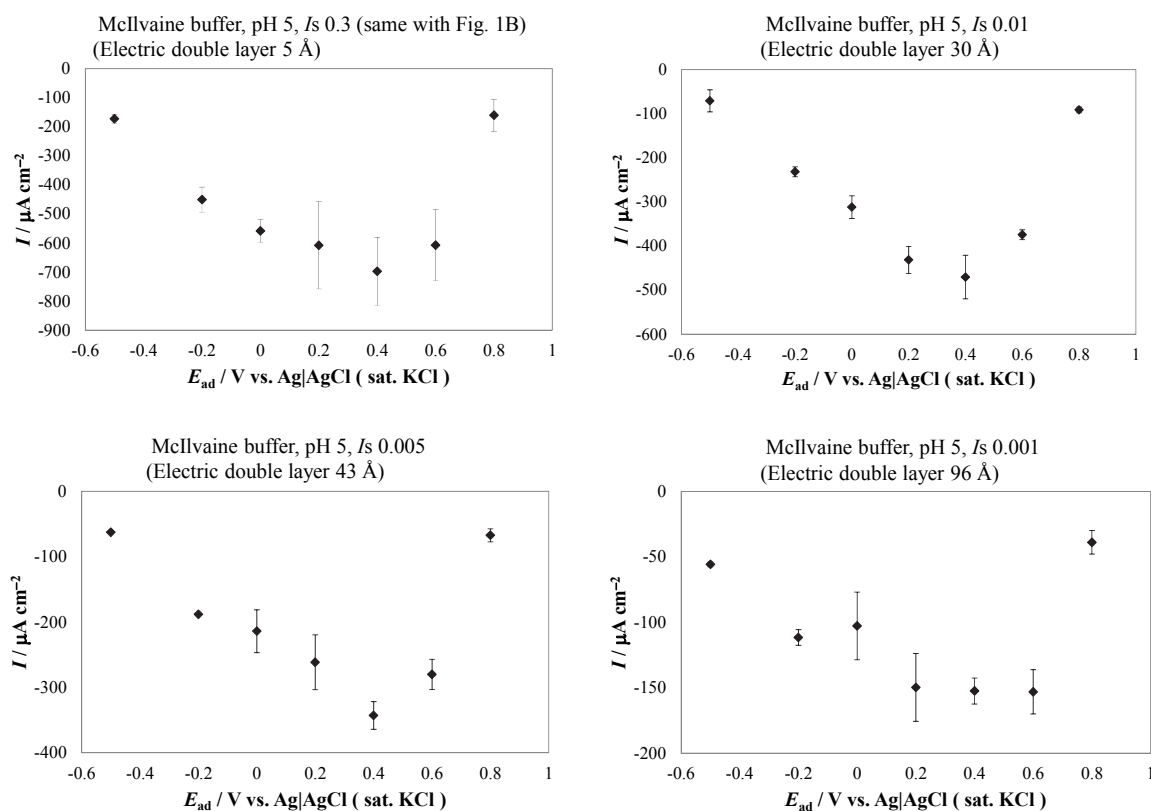 McIlvaine buffer, pH 5, Is 0.3 (same with Fig. 1B)
(Electric double layer 5 Å)
0
-100
-200
-300
-400
-500
-600
-700
-800
-900
I / μA cm⁻²
-0.6 -0.4 -0.2 0 0.2 0.4 0.6 0.8 1
Ead / V vs. Ag|AgCl ( sat. KCl )
McIlvaine buffer, pH 5, Is 0.01
(Electric double layer 30 Å)
0
-100
-200
-300
-400
-500
-600
I / μA cm⁻²
-0.6 -0.4 -0.2 0 0.2 0.4 0.6 0.8 1
Ead / V vs. Ag|AgCl ( sat. KCl )
McIlvaine buffer, pH 5, Is 0.005
(Electric double layer 43 Å)
0
-100
-200
-300
-400
I / μA cm⁻²
-0.6 -0.4 -0.2 0 0.2 0.4 0.6 0.8 1
Ead / V vs. Ag|AgCl ( sat. KCl )
McIlvaine buffer, pH 5, Is 0.001
(Electric double layer 96 Å)
0
-50
-100
-150
-200
I / μA cm⁻²
-0.6 -0.4 -0.2 0 0.2 0.4 0.6 0.8 1
Ead / V vs. Ag|AgCl ( sat. KCl )